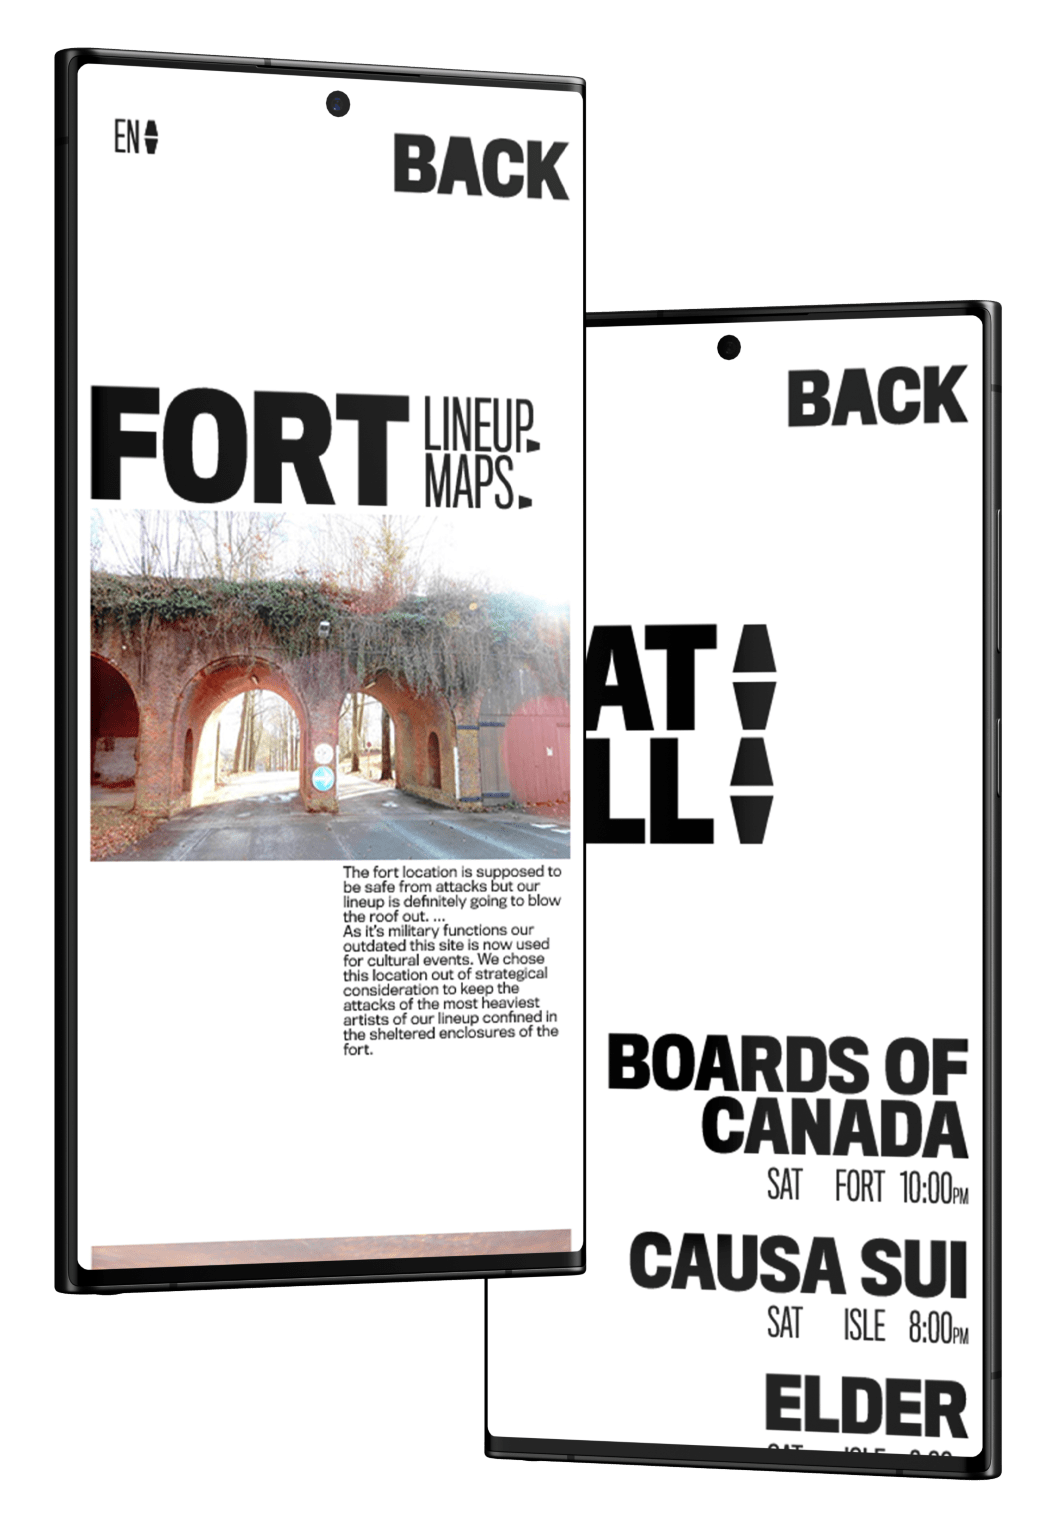 EN
BACK
FORT
LINEUP
MAPS
The fort location is supposed to
be safe from attacks but our
lineup is definitely going to blow
the roof out. ...
As it's military functions our
outdated this site is now used
for cultural events. We chose
this location out of strategical
consideration to keep the
attacks of the most heaviest
artists of our lineup confined in
the sheltered enclosures of the
fort.
BACK
AT
LL
BOARDS OF
CANADA
SAT FORT 10:00PM
CAUSA SUI
SAT ISLE 8:00PM
ELDER